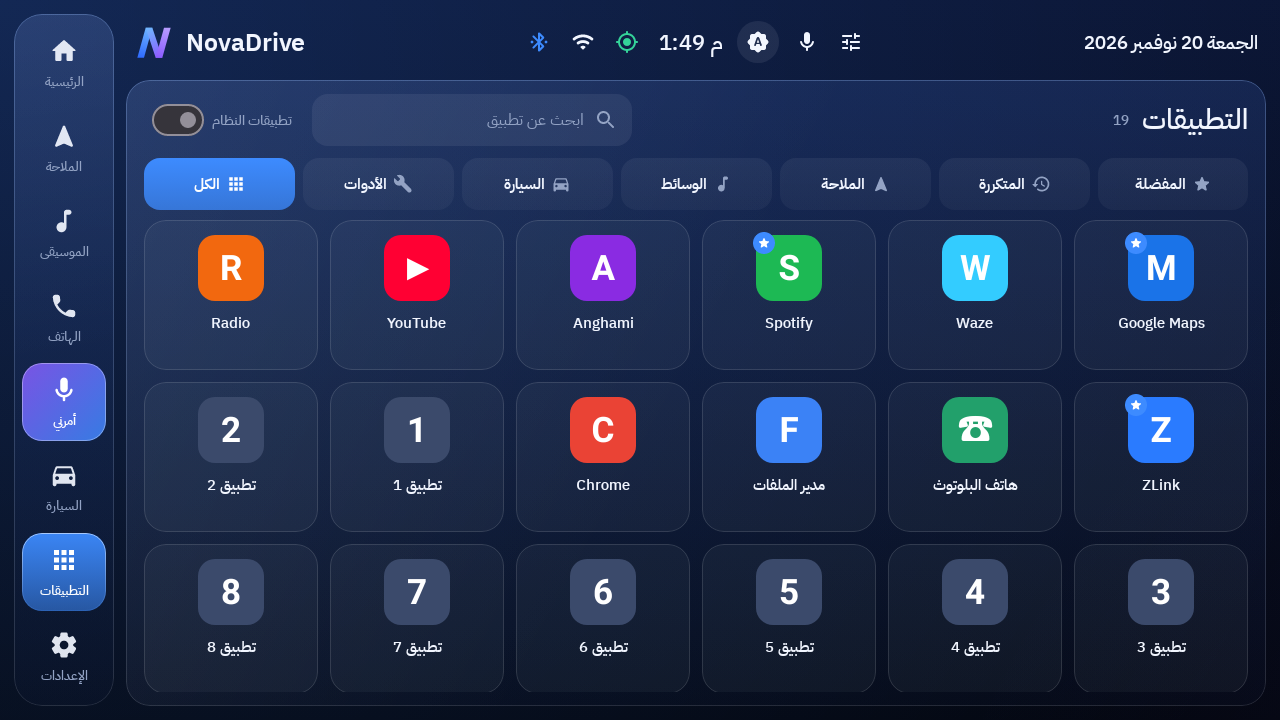 الجمعة 20 نوفمبر 2026
1:49 م
A
NovaDrive
N
الرئيسية
الملاحة
الموسيقى
الهاتف
أمرني
السيارة
التطبيقات
الإعدادات
التطبيقات
19
ابحث عن تطبيق
تطبيقات النظام
المفضلة
المتكررة
الملاحة
الوسائط
السيارة
الأدوات
الكل
M
Google Maps
W
Waze
S
Spotify
A
Anghami
YouTube
R
Radio
Z
ZLink
هاتف البلوتوث
F
مدير الملفات
C
Chrome
1
تطبيق 1
2
تطبيق 2
3
تطبيق 3
4
تطبيق 4
5
تطبيق 5
6
تطبيق 6
7
تطبيق 7
8
تطبيق 8